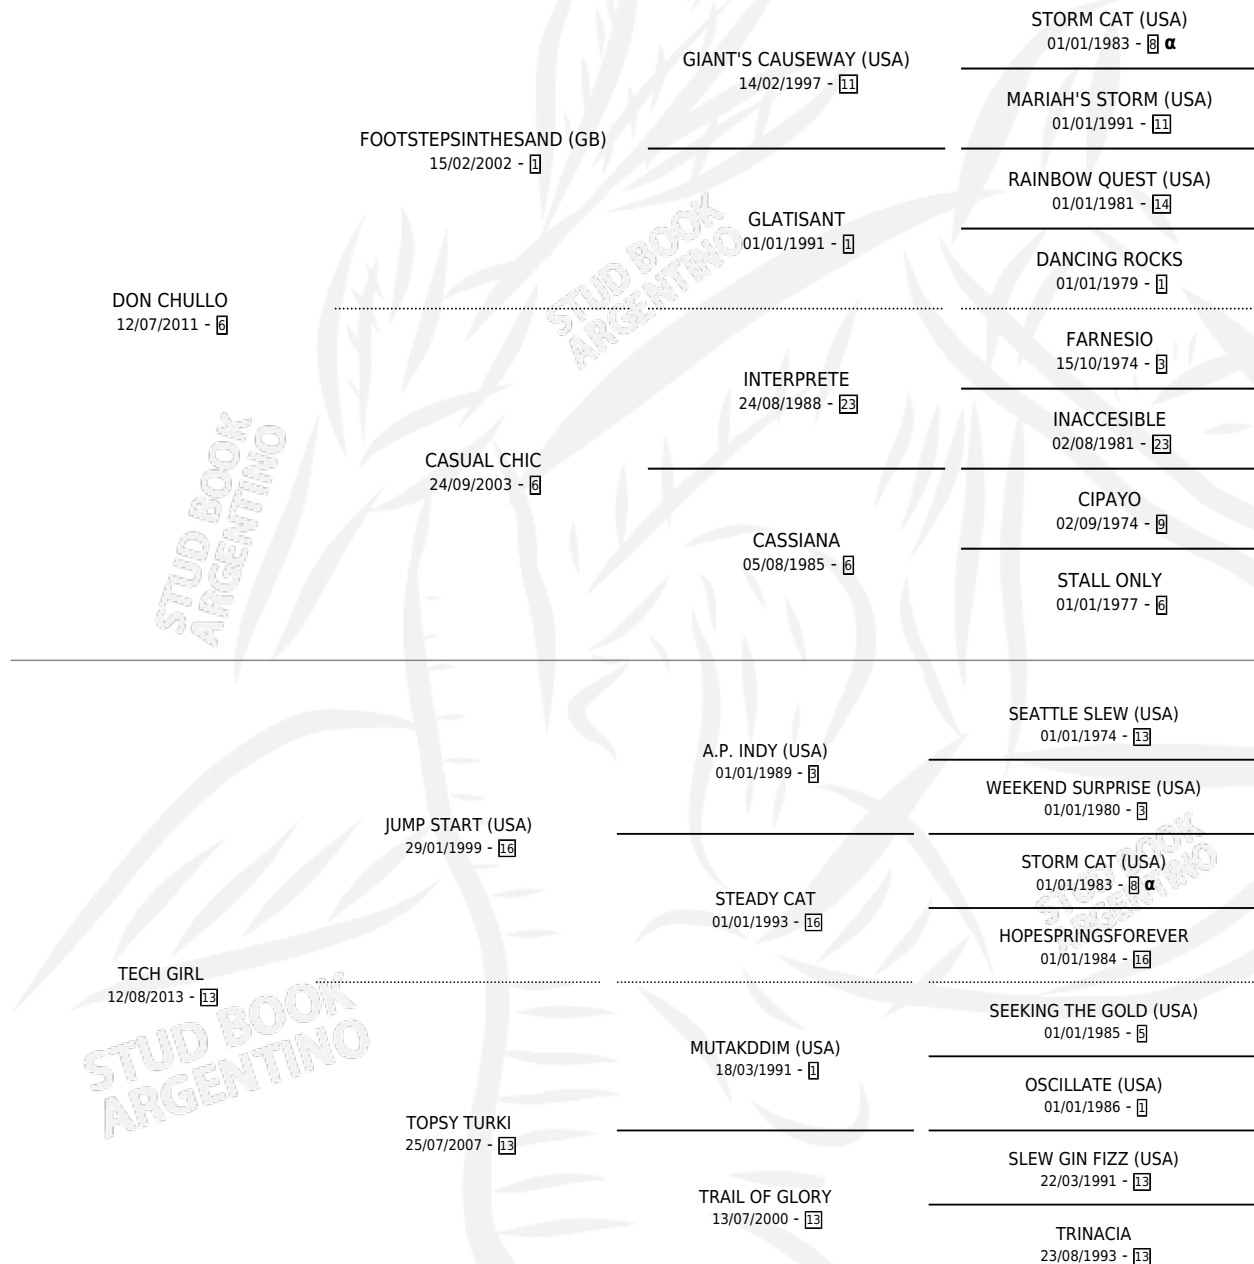 STORM CAT (USA)
01/01/1983 - 8 α
GIANT'S CAUSEWAY (USA)
14/02/1997 - 11
MARIAH'S STORM (USA)
01/01/1991 - 11
FOOTSTEPSINTHESAND (GB)
15/02/2002 - 1
RAINBOW QUEST (USA)
01/01/1981 - 14
GLATISANT
01/01/1991 - 1
DANCING ROCKS
01/01/1979 - 1
DON CHULLO
12/07/2011 - 6
FARNESIO
15/10/1974 - 3
INTERPRETE
24/08/1988 - 23
INACCESIBLE
02/08/1981 - 23
CASUAL CHIC
24/09/2003 - 6
CIPAYO
02/09/1974 - 9
CASSIANA
05/08/1985 - 6
STALL ONLY
01/01/1977 - 6
SEATTLE SLEW (USA)
01/01/1974 - 13
A.P. INDY (USA)
01/01/1989 - 3
WEEKEND SURPRISE (USA)
01/01/1980 - 3
JUMP START (USA)
29/01/1999 - 16
STORM CAT (USA)
01/01/1983 - 8 α
STEADY CAT
01/01/1993 - 16
HOPESPRINGSFOREVER
01/01/1984 - 16
TECH GIRL
12/08/2013 - 13
SEEKING THE GOLD (USA)
01/01/1985 - 5
MUTAKDDIM (USA)
18/03/1991 - 1
OSCILLATE (USA)
01/01/1986 - 1
TOPSY TURKI
25/07/2007 - 13
SLEW GIN FIZZ (USA)
22/03/1991 - 13
TRAIL OF GLORY
13/07/2000 - 13
TRINACIA
23/08/1993 - 13
STUD BOOK
ARGENTINO
STUD BOOK
ARGENTINO
STUD BOOK
ARGENTINO
STUD BOOK
ARGENTINO